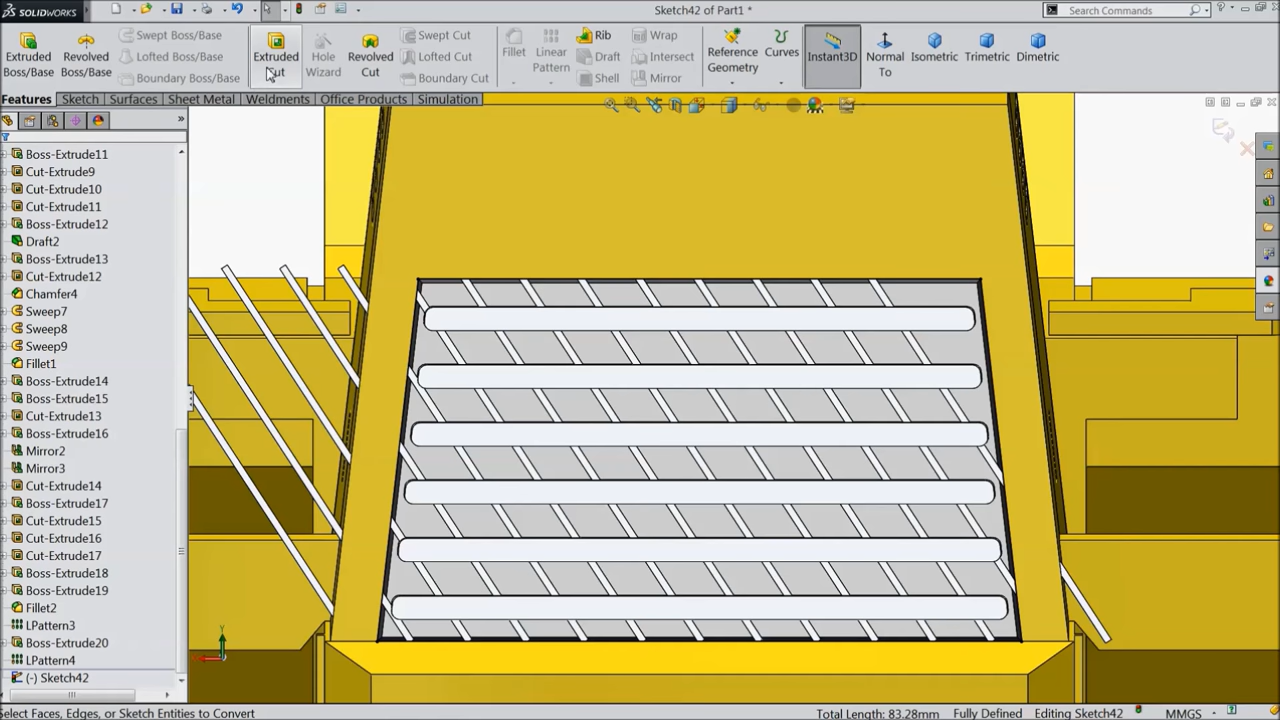 SOLIDWORKS
Sketch42 of Part1 *
Search Commands
Extruded Boss/Base
Revolved Boss/Base
Swept Boss/Base
Lofted Boss/Base
Boundary Boss/Base
Extruded Cut
Hole Wizard
Revolved Cut
Swept Cut
Lofted Cut
Boundary Cut
Fillet
Linear Pattern
Rib
Draft
Shell
Wrap
Intersect
Mirror
Reference Geometry
Curves
Instant3D
Normal To
Isometric
Trimetric
Dimetric
Features
Sketch
Surfaces
Sheet Metal
Weldments
Office Products
Simulation
Boss-Extrude11
Cut-Extrude9
Cut-Extrude10
Cut-Extrude11
Boss-Extrude12
Draft2
Boss-Extrude13
Cut-Extrude12
Chamfer4
Sweep7
Sweep8
Sweep9
Fillet1
Boss-Extrude14
Boss-Extrude15
Cut-Extrude13
Boss-Extrude16
Mirror2
Mirror3
Cut-Extrude14
Boss-Extrude17
Cut-Extrude15
Cut-Extrude16
Cut-Extrude17
Boss-Extrude18
Boss-Extrude19
Fillet2
LPattern3
Boss-Extrude20
LPattern4
(-) Sketch42
Y
Select Faces, Edges, or Sketch Entities to Convert
Total Length: 83.28mm
Fully Defined
Editing Sketch42
MMGS